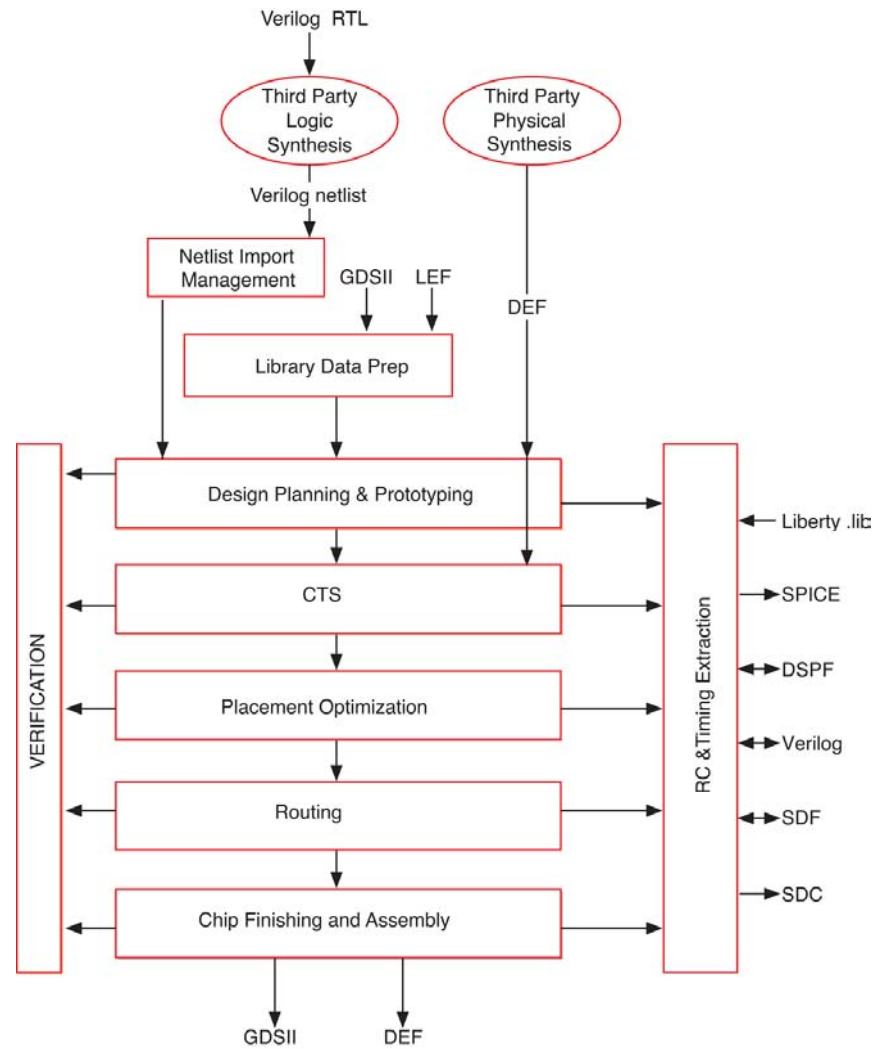 Verilog RTL
Third Party
Logic
Synthesis
Third Party
Physical
Synthesis
Verilog netlist
Netlist Import
Management
GDSII
LEF
DEF
Library Data Prep
VERIFICATION
Design Planning & Prototyping
CTS
Placement Optimization
Routing
Chip Finishing and Assembly
RC &Timing Extraction
Liberty .lib
SPICE
DSPF
Verilog
SDF
SDC
GDSII
DEF